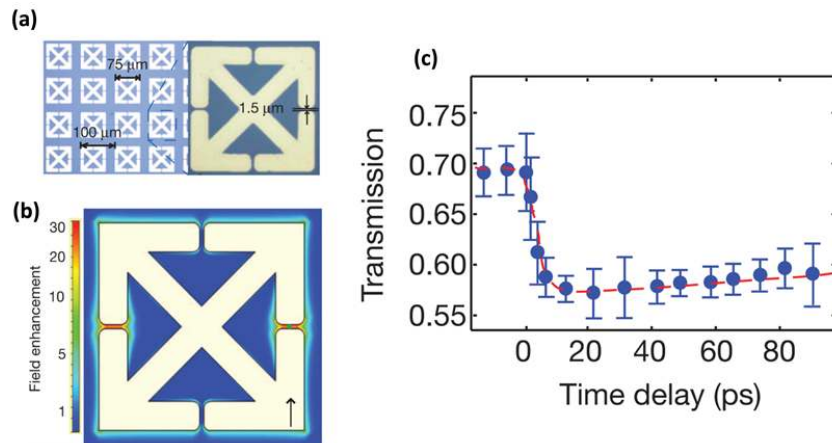 (a)
75 µm
100 µm
1.5 µm
(b)
Field enhancement
30
20
10
5
1
(c)
Transmission
0.75
0.70
0.65
0.60
0.55
0
20
40
60
80
Time delay (ps)